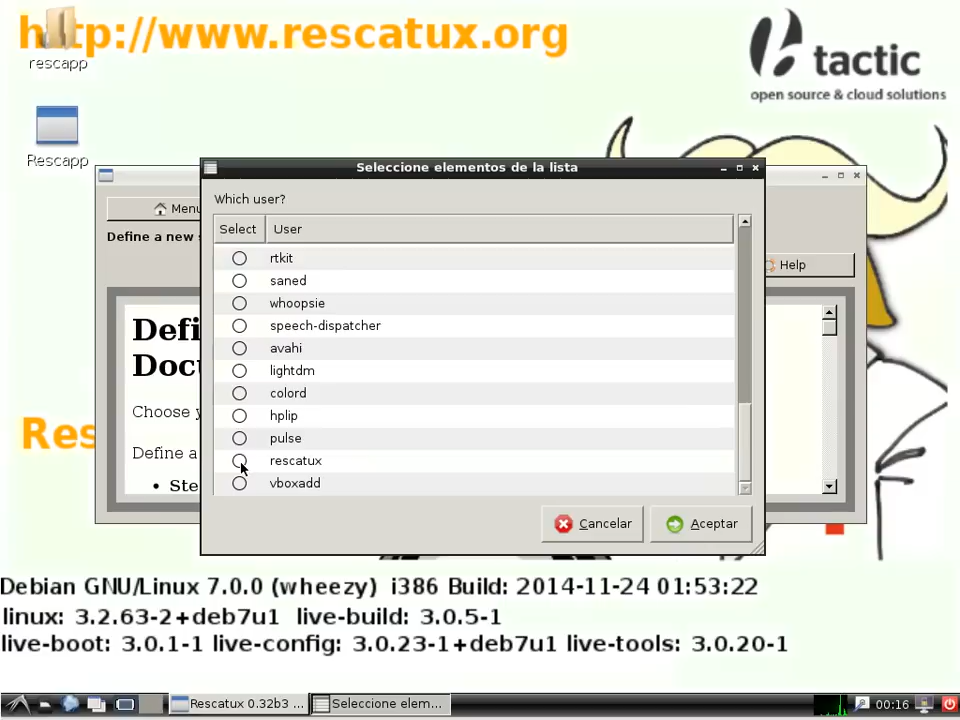 http://www.rescatux.org
tactic
open source & cloud solutions
rescapp
Rescapp
Seleccione elementos de la lista
Which user?
Select
User
rtkit
saned
whoopsie
speech-dispatcher
avahi
lightdm
colord
hplip
pulse
rescatux
vboxadd
Cancelar
Aceptar
Menu
Define a new s
Help
Defi
Docu
Choose y
Define a
• Ste
Res
Debian GNU/Linux 7.0.0 (wheezy) i386 Build: 2014-11-24 01:53:22
linux: 3.2.63-2+deb7u1 live-build: 3.0.5-1
live-boot: 3.0.1-1 live-config: 3.0.23-1+deb7u1 live-tools: 3.0.20-1
Rescatux 0.32b3 ...
Seleccione elem...
00:16